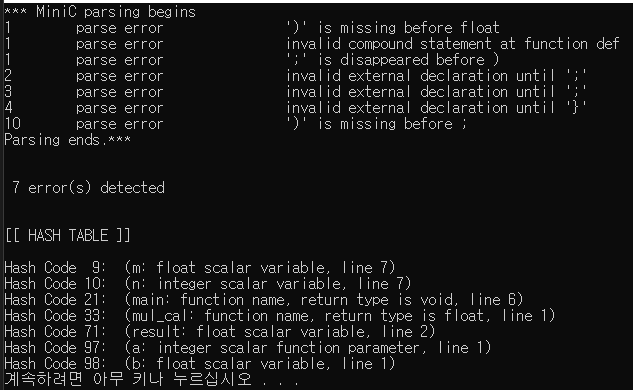 *** MiniC parsing begins
1 parse error ')' is missing before float
1 parse error invalid compound statement at function def
1 parse error ';' is disappeared before )
2 parse error invalid external declaration until ';'
3 parse error invalid external declaration until ';'
4 parse error invalid external declaration until '}'
10 parse error ')' is missing before ;
Parsing ends.***
7 error(s) detected
[[ HASH TABLE ]]
Hash Code 9: (m: float scalar variable, line 7)
Hash Code 10: (n: integer scalar variable, line 7)
Hash Code 21: (main: function name, return type is void, line 6)
Hash Code 33: (mul_cal: function name, return type is float, line 1)
Hash Code 71: (result: float scalar variable, line 2)
Hash Code 97: (a: integer scalar function parameter, line 1)
Hash Code 98: (b: float scalar variable, line 1)
계속하려면 아무 키나 누르십시오 . . .